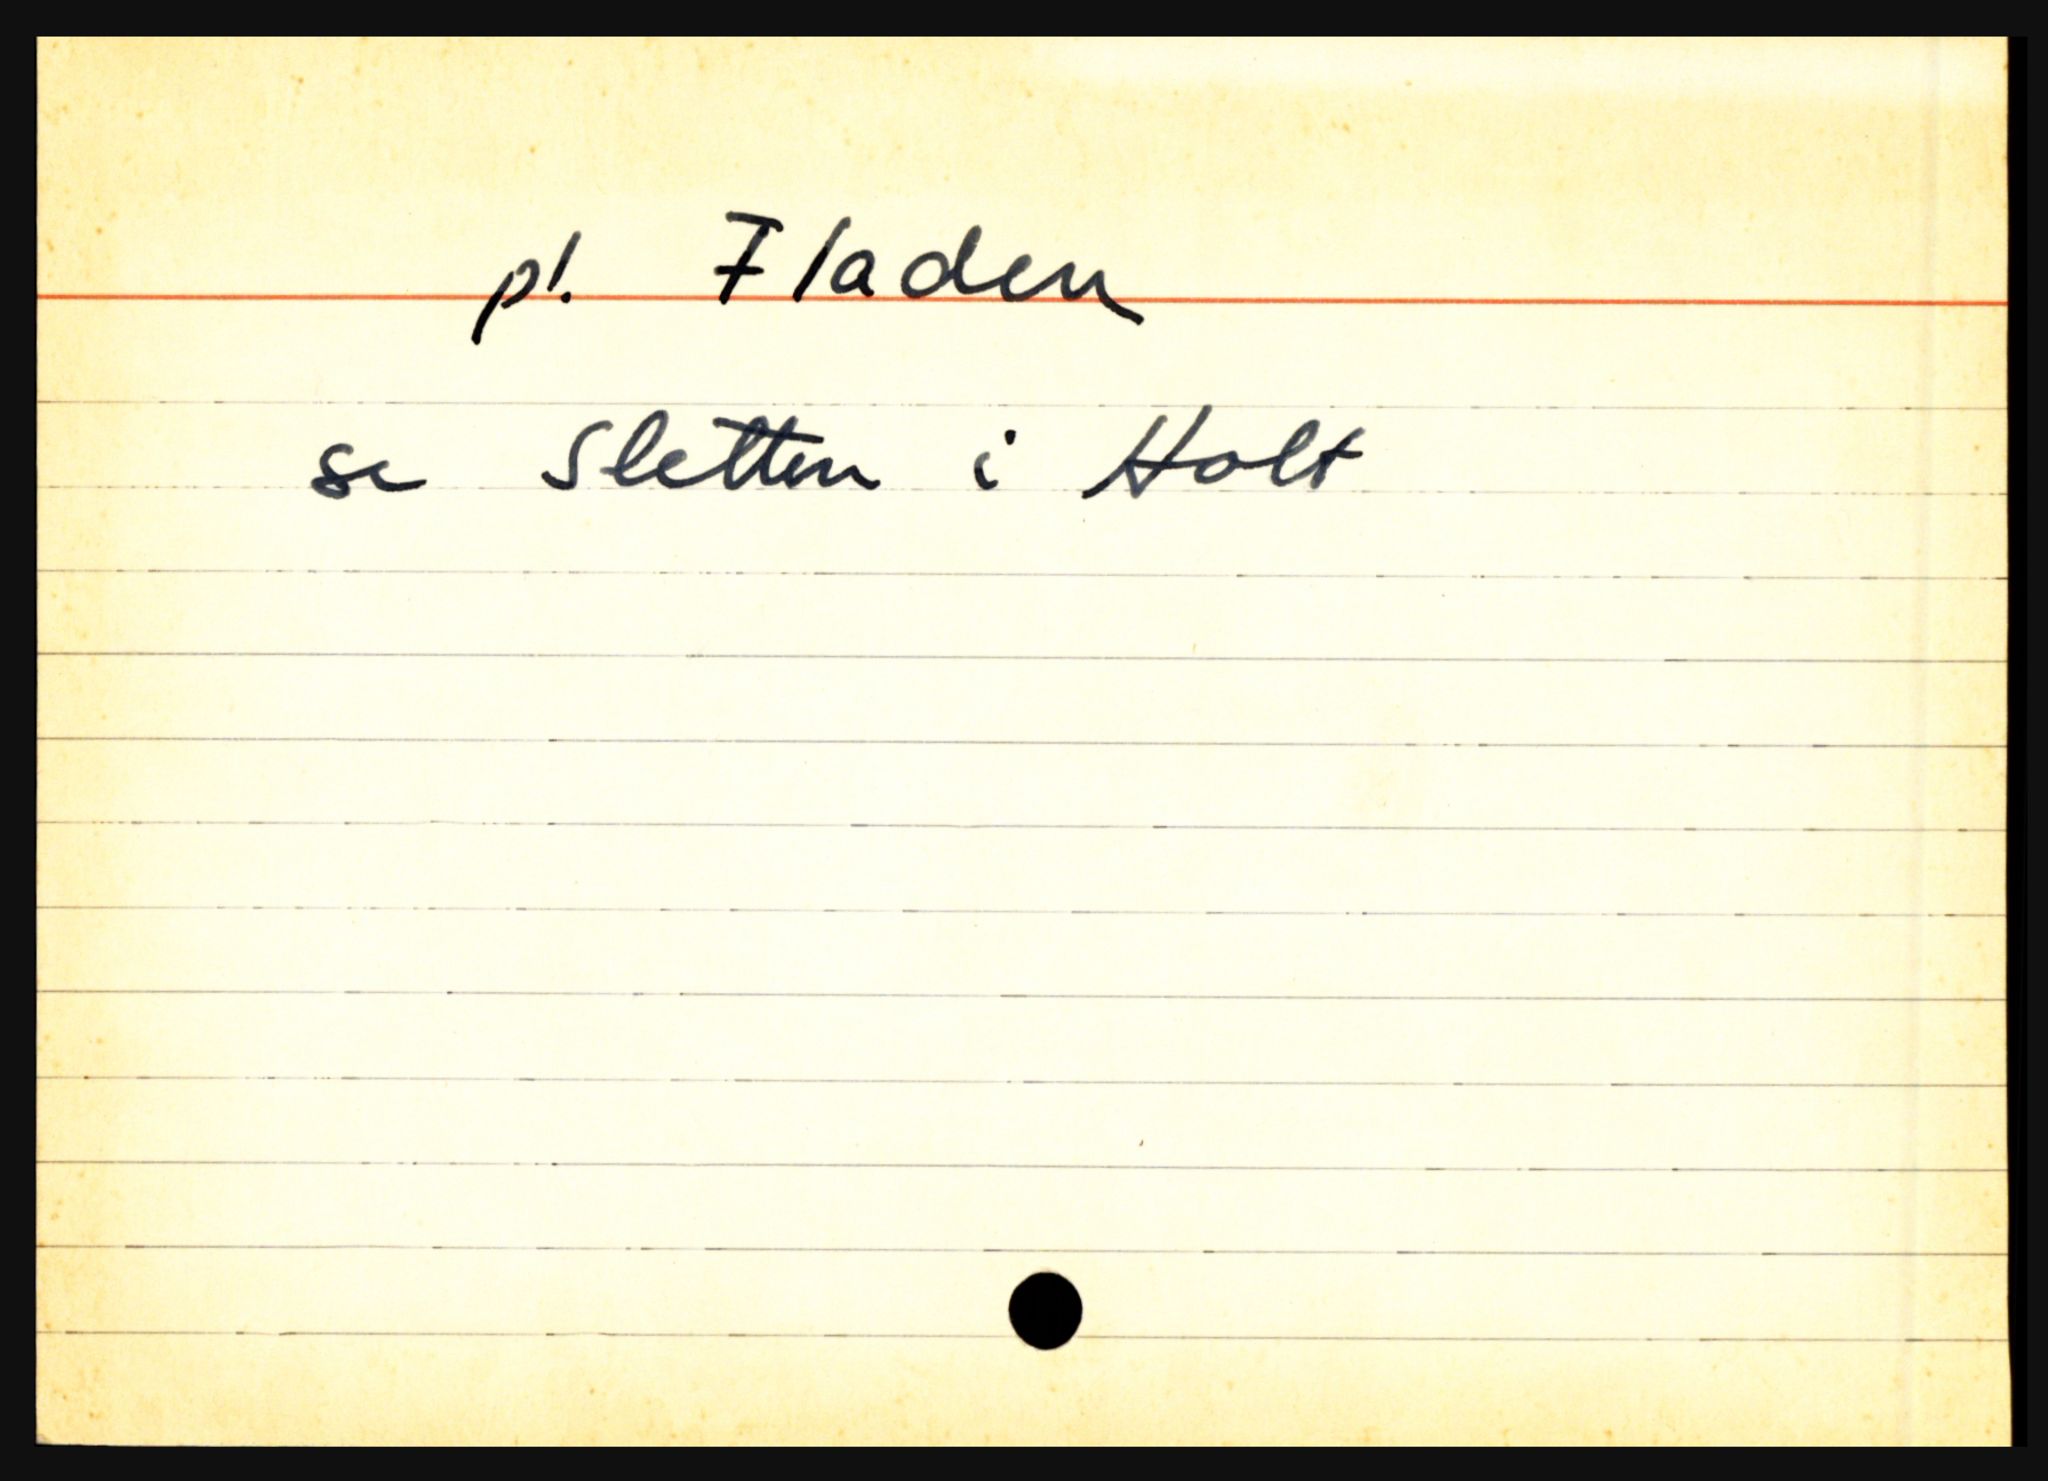 pl. Fladen
se Sletten i Holt